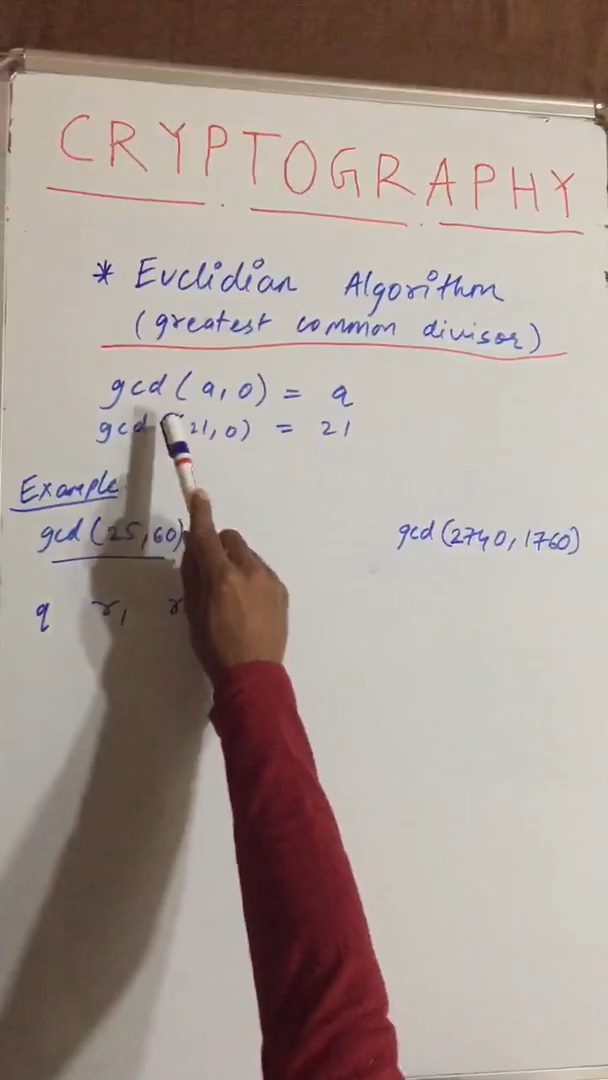 CRYPTOGRAPHY
* Euclidian Algorithm
(greatest common divisor)
gcd(a,0) = a
gcd (21,0) = 21
Example
gcd(25,60)
gcd(2740,1760)
q r₁ r